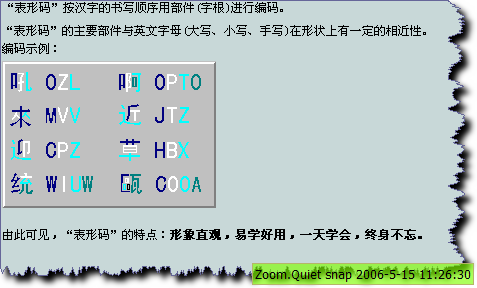 “表形码”按汉字的书写顺序用部件(字根)进行编码。
“表形码”的主要部件与英文字母(大写、小写、手写)在形状上有一定的相近性。
编码示例：
吼 OZL 啊 OPTO
末 MVV 近 JTZ
迎 CPZ 草 HBX
统 WIUW COOA
由此可见，“表形码”的特点：形象直观，易学好用，一天学会，终身不忘。
Zoom.Quiet snap 2006-5-15 11:26:30